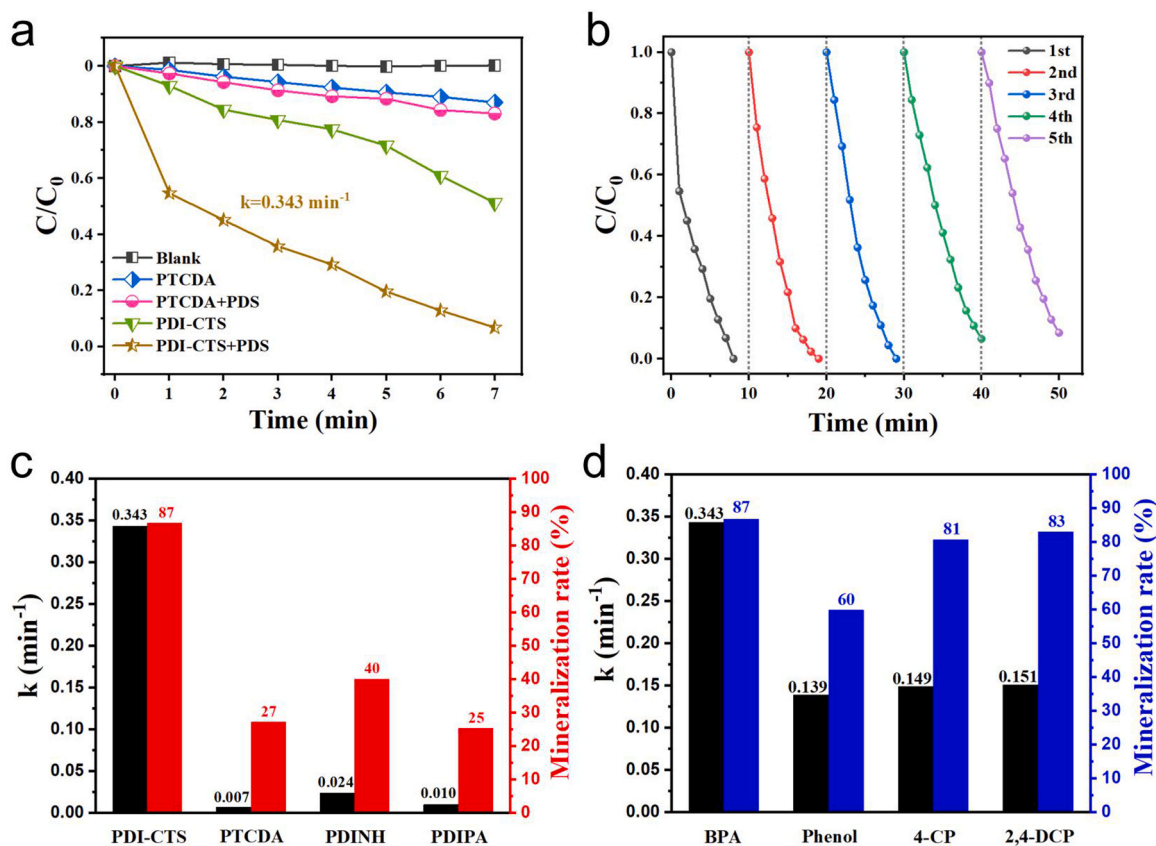 a
C/C0
0
0.8
0.6
0.4
0.2
0.0
k=0.343 min-1
Blank
PTCDA
PTCDA+PDS
PDI-CTS
PDI-CTS+PDS
0 1 2 3 4 5 6 7
Time (min)
b
C/C0
1.0
0.8
0.6
0.4
0.2
0.0
1st
2nd
3rd
4th
5th
0 10 20 30 40 50
Time (min)
c
k (min-1)
0.40
0.35
0.30
0.25
0.20
0.15
0.10
0.05
0.00
0.343 87
0.007 27
0.024 40
0.010 25
PDI-CTS PTCDA PDINH PDIPA
100
90
80
70
60
50
40
30
20
10
0
Mineralization rate (%)
d
k (min-1)
0.40
0.35
0.30
0.25
0.20
0.15
0.10
0.05
0.00
0.343 87
0.139 60
0.149 81
0.151 83
BPA Phenol 4-CP 2,4-DCP
100
90
80
70
60
50
40
30
20
10
0
Mineralization rate (%)